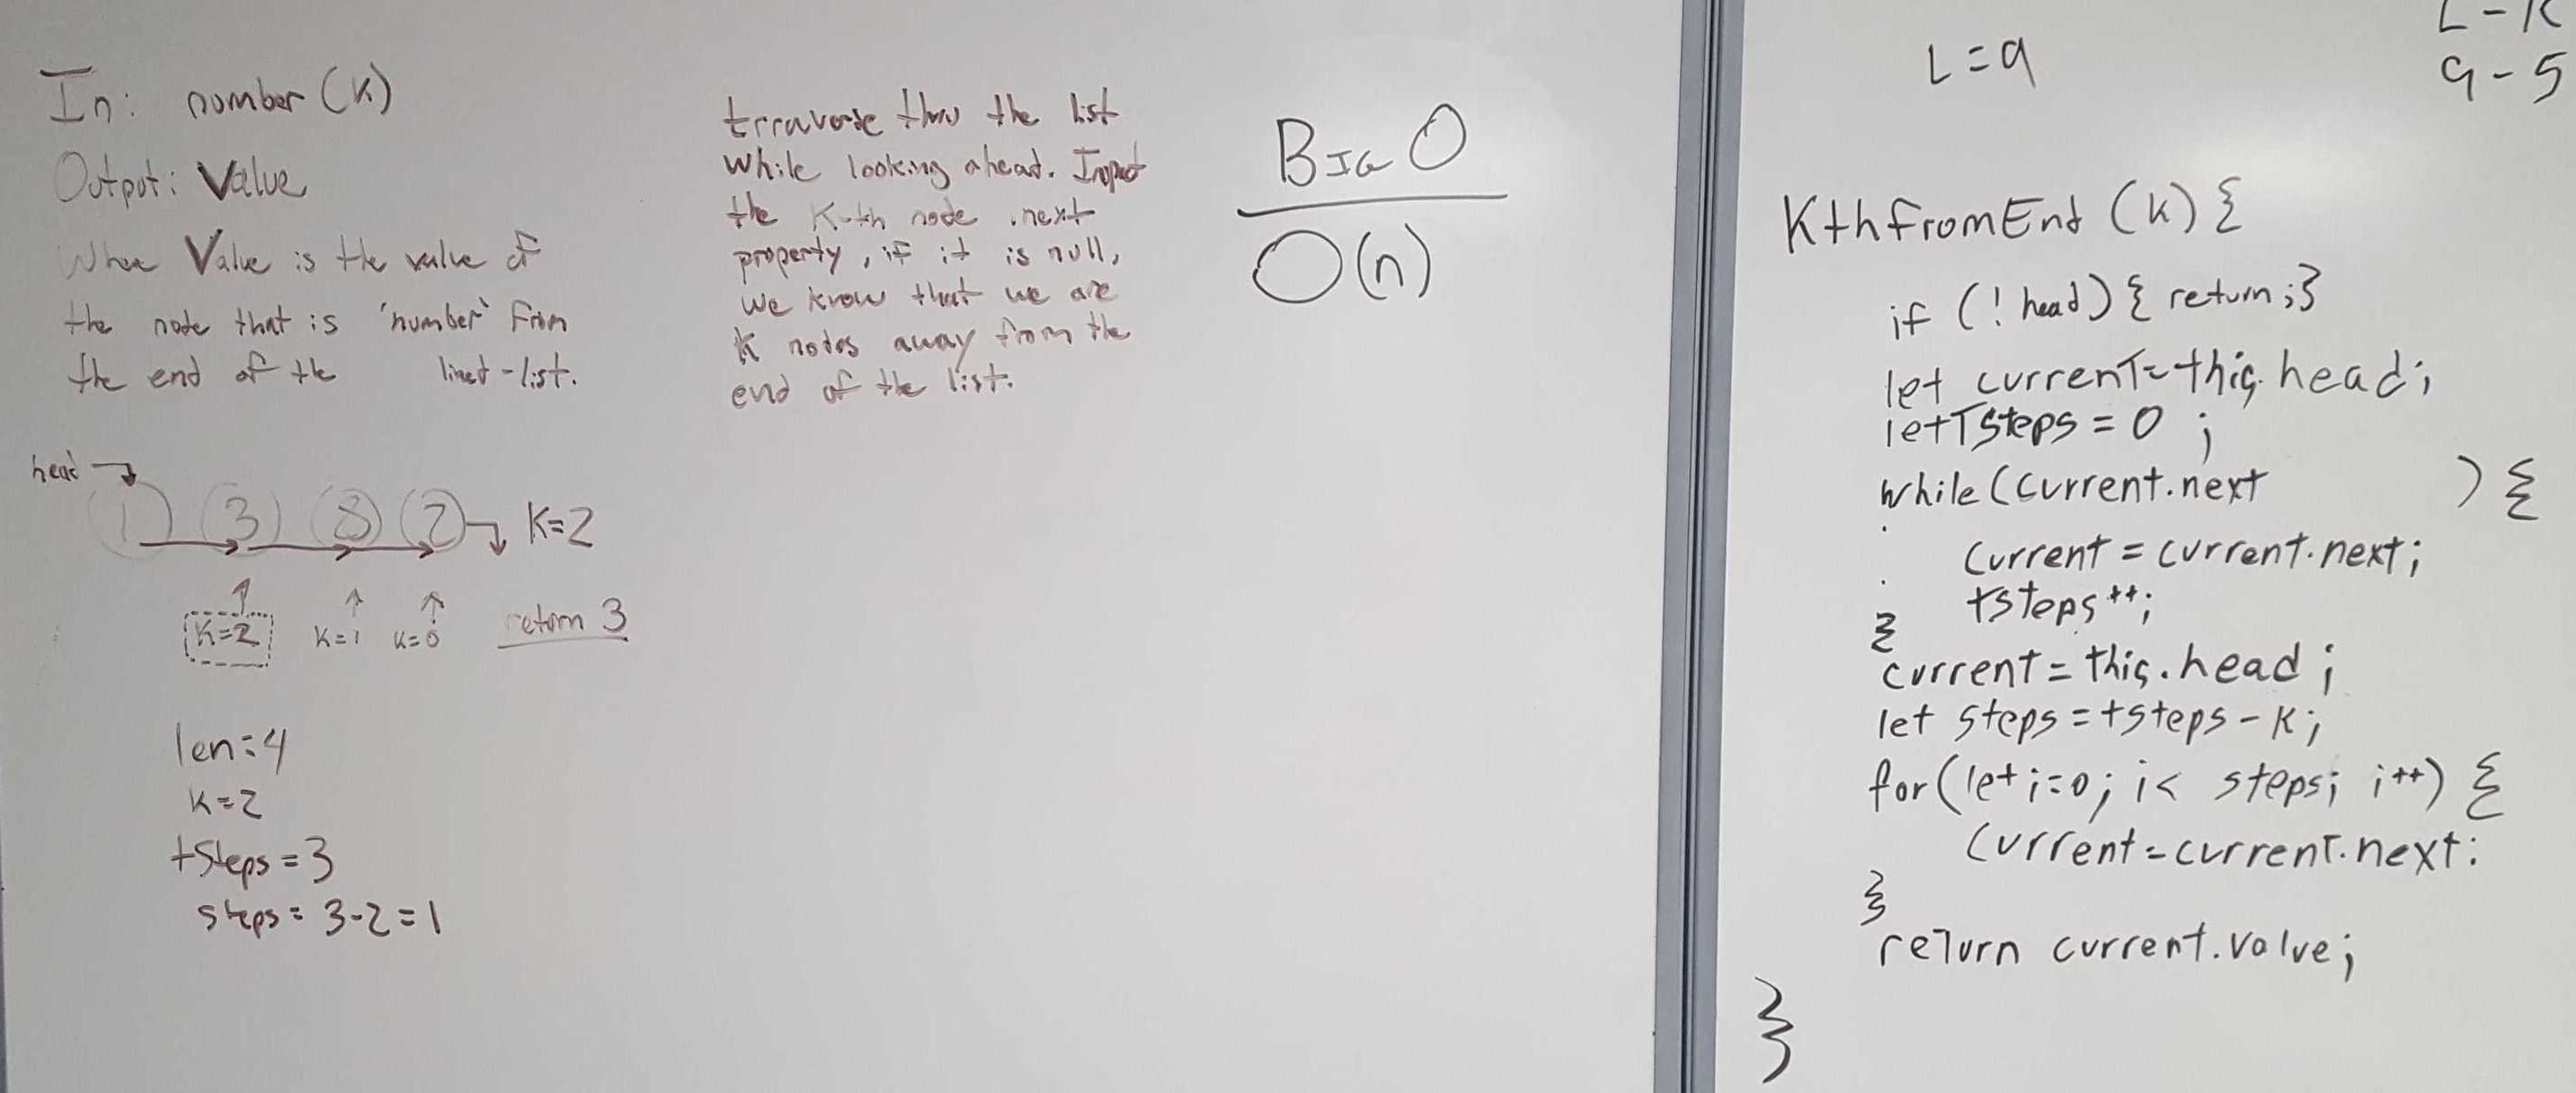 In: number (K)
Output: Value
Where Value is the value of
the node that is 'number' from
the end of the linet-list.
head
1 3 8 2 K=2
K=2 K=1 K=0 return 3
len=4
K=2
tsteps=3
steps= 3-2=1
trraverse thru the list
while looking ahead. Inpect
the K-th node .next
property, if it is null,
we know that we are
K nodes away from the
end of the list.
BIG O
O(n)
L=9
L-K
9-5
KthFromEnd (K) {
if (! head) { return;}
let current=this.head;
let tsteps = 0 ;
while (current.next ) {
current = current.next;
tsteps++;
}
current=this.head;
let steps=tsteps-K;
for(let i=0; i< steps; i++) {
current=current.next;
}
return current.value;
}